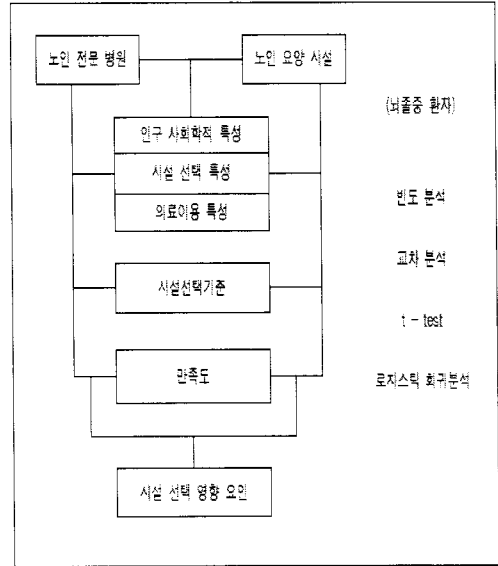 노인 전문 병원
노인 요양 시설
(뇌졸중 환자)
인구 사회학적 특성
시설 선택 특성
의료이용 특성
빈도 분석
교차 분석
시설선택기준
t - test
만족도
로지스틱 회귀분석
시설 선택 영향 요인